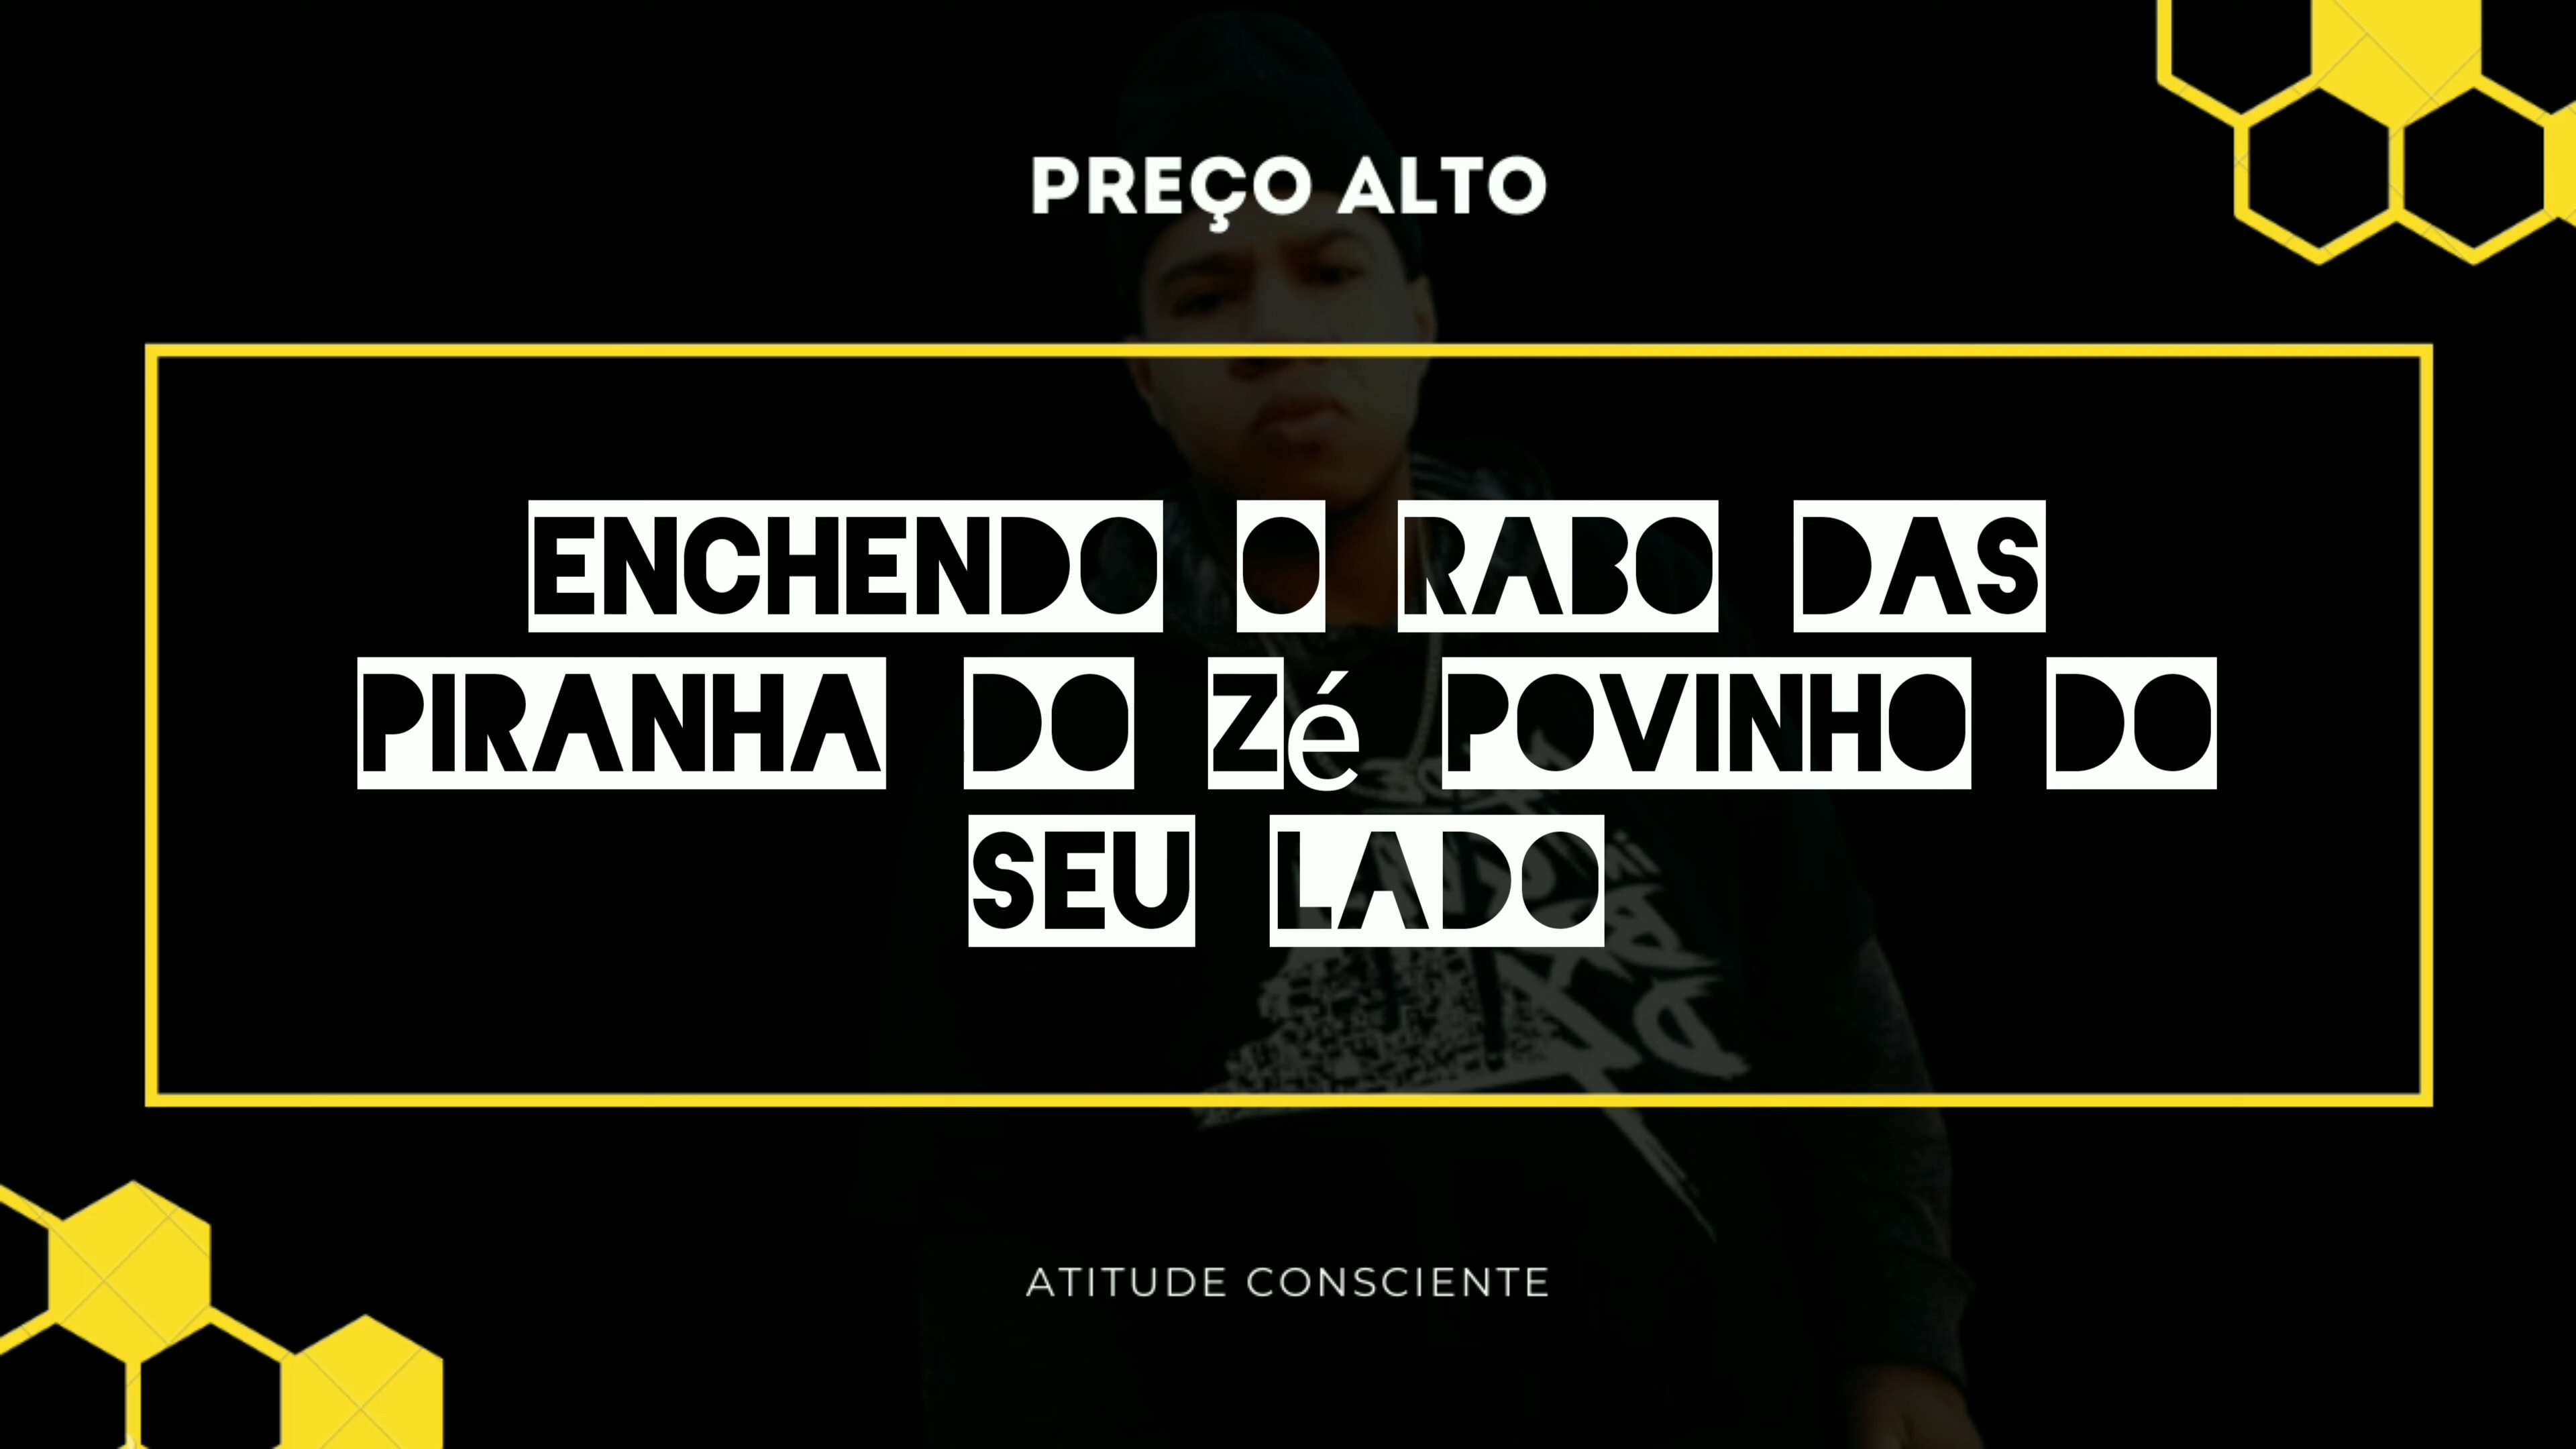 PREÇO ALTO
ENCHENDO O RABO DAS
PIRANHA DO Zé POVINHO DO
SEU LADO
ATITUDE CONSCIENTE